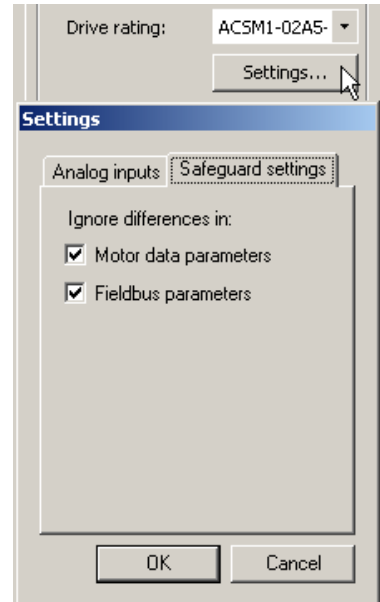 Drive rating: ACSM1-02A5-
Settings...
Settings
Analog inputs Safeguard settings
Ignore differences in:
Motor data parameters
Fieldbus parameters
OK Cancel